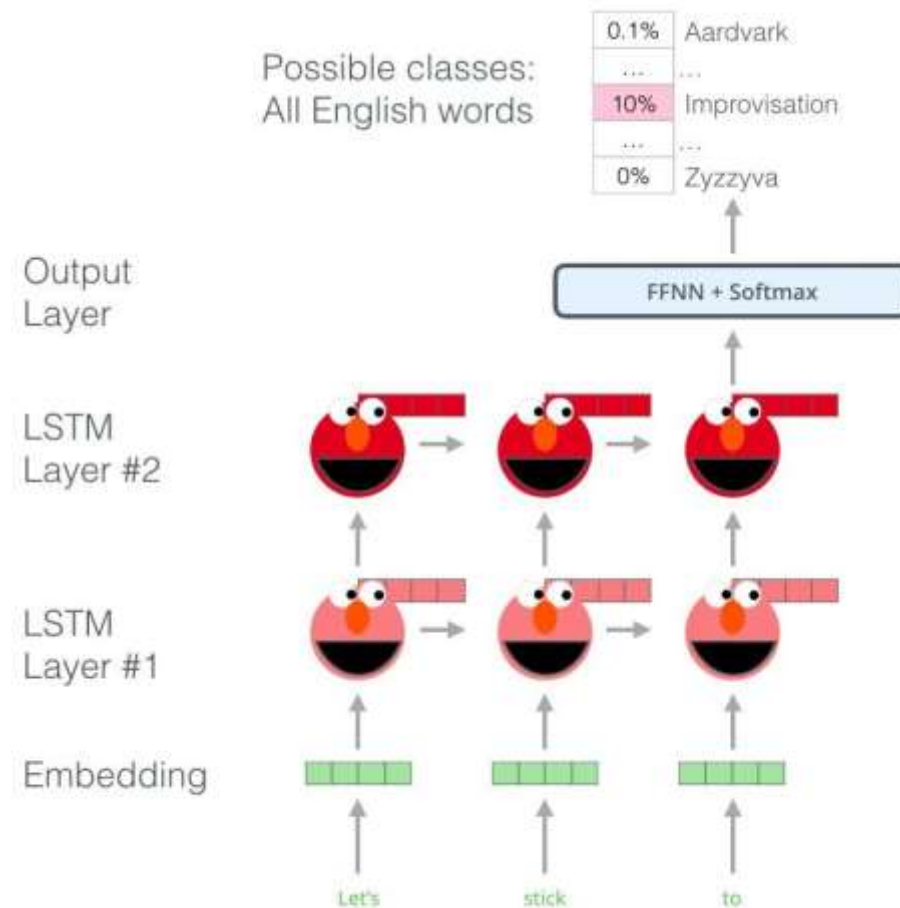 Possible classes:
All English words
0.1% Aardvark
... ...
10% Improvisation
... ...
0% Zyzzyva
Output
Layer
FFNN + Softmax
LSTM
Layer #2
LSTM
Layer #1
Embedding
Let's stick to